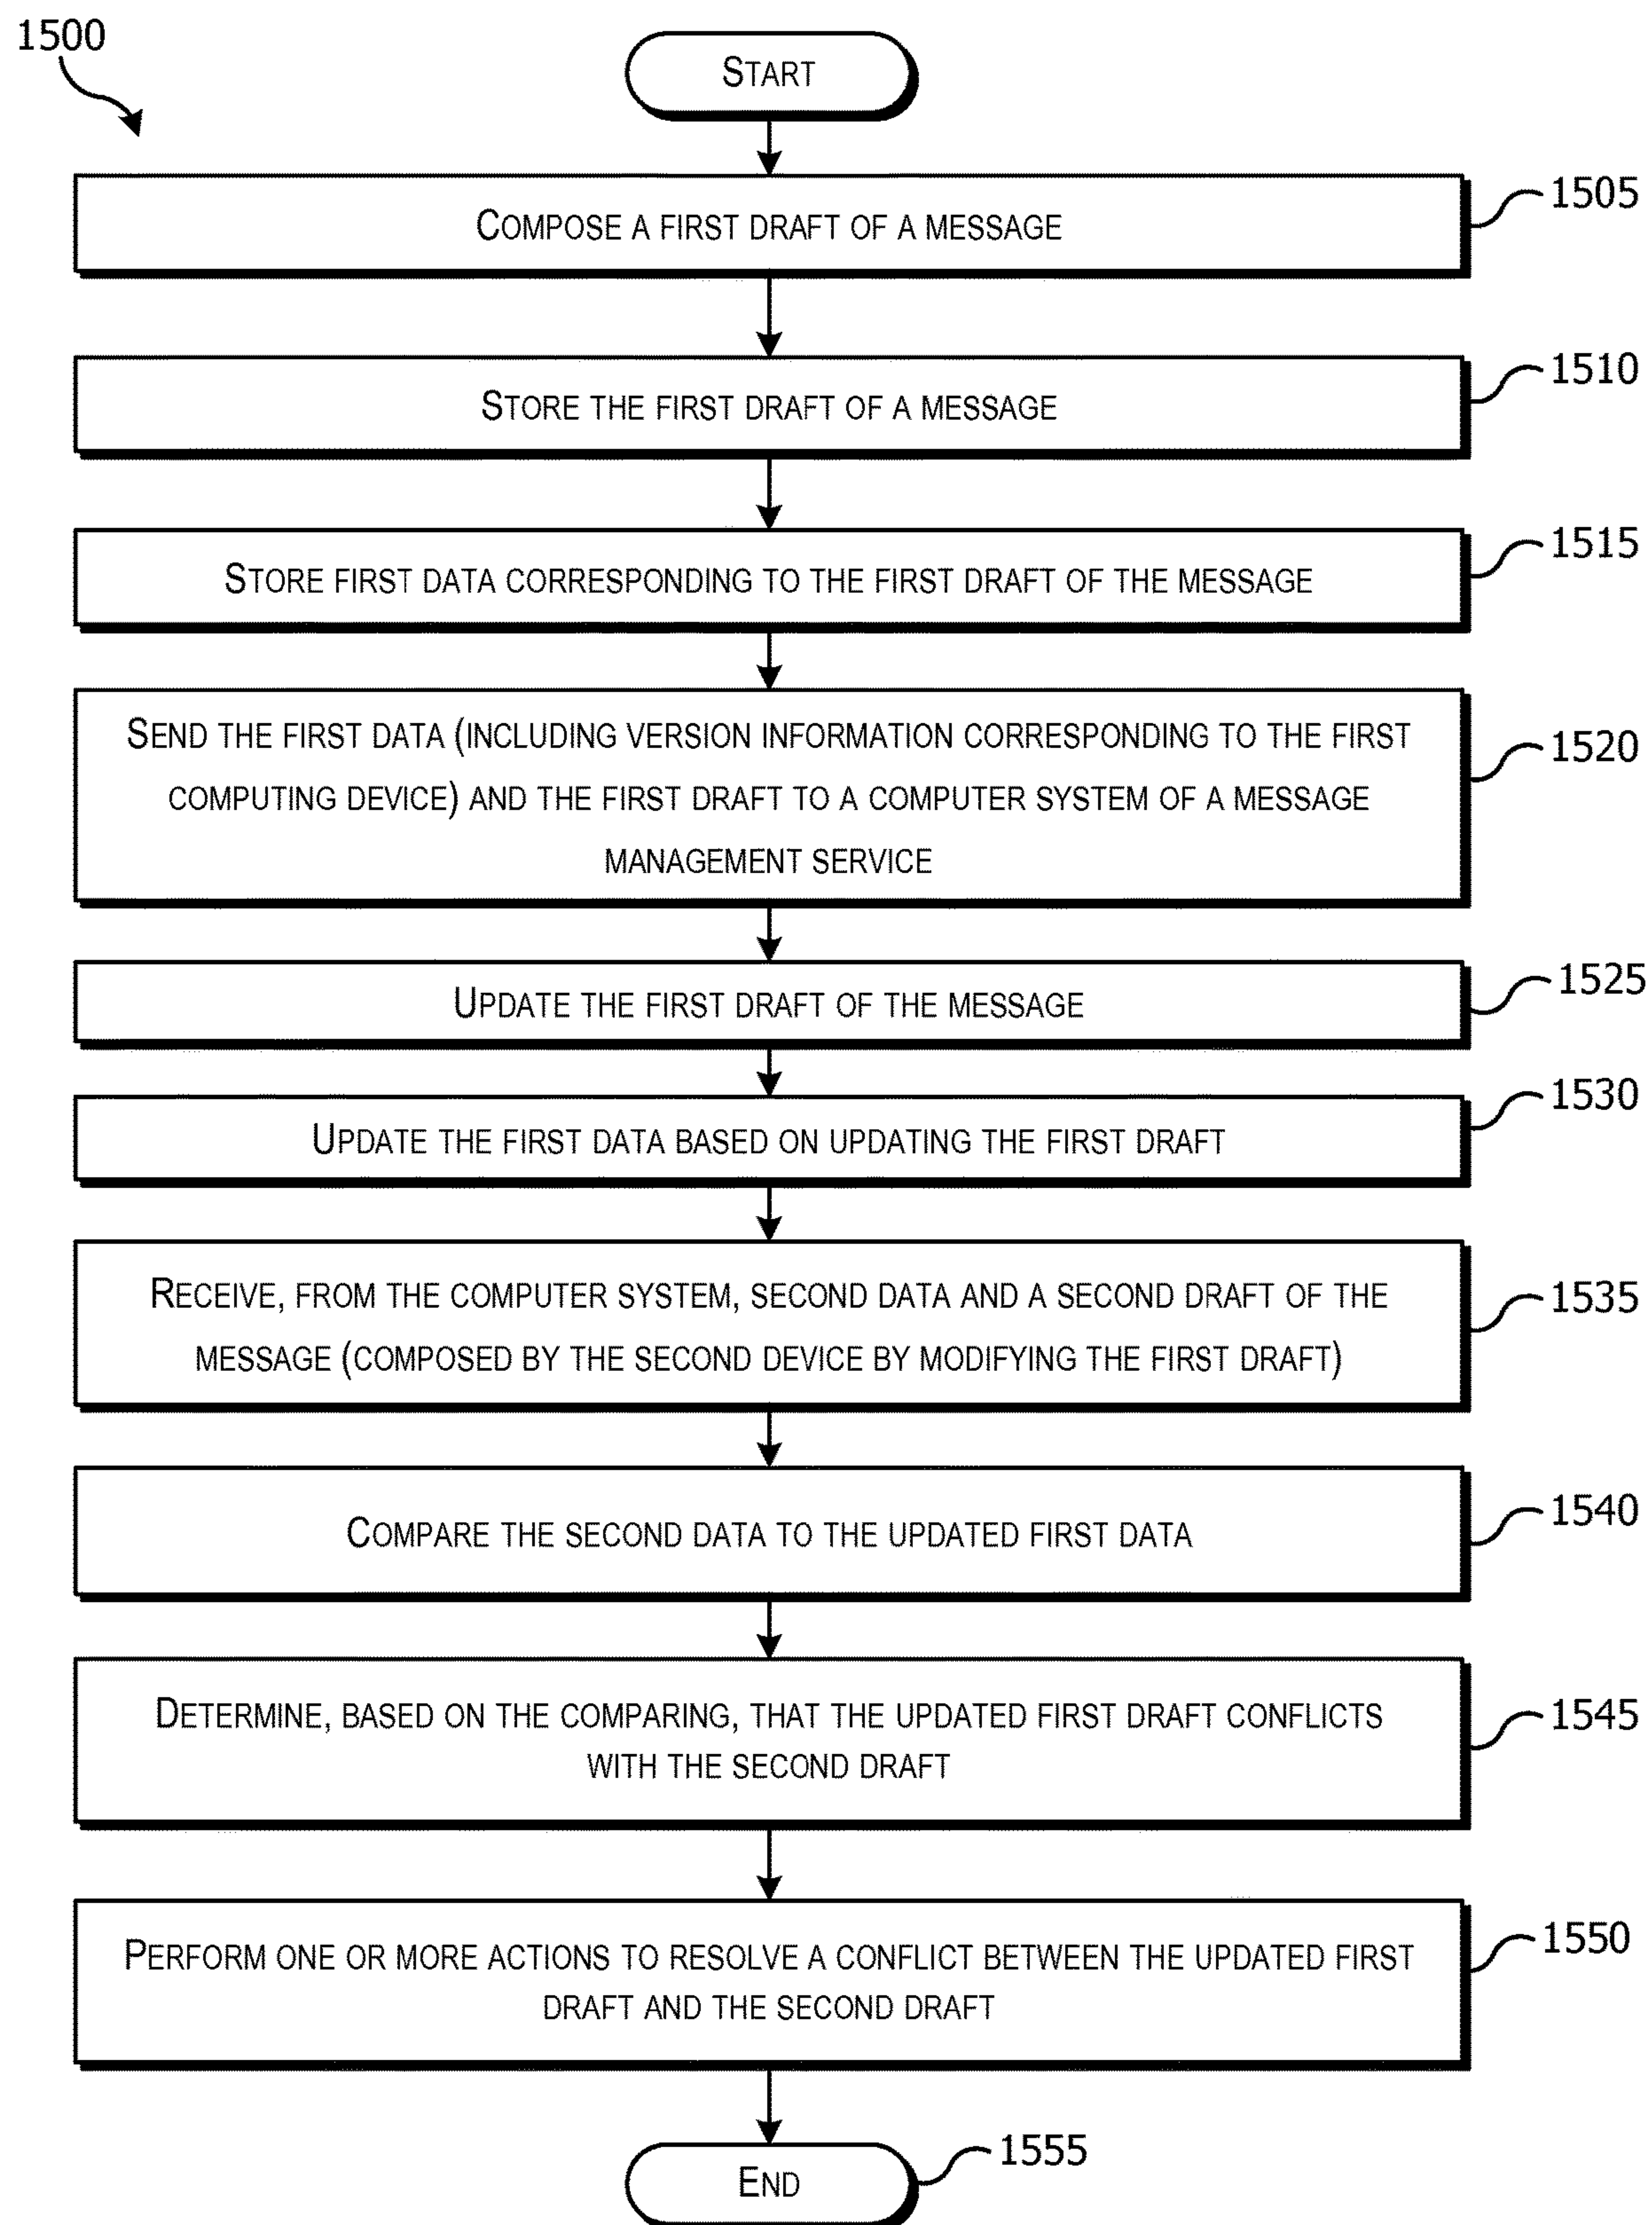 1500
START
1505
COMPOSE A FIRST DRAFT OF A MESSAGE
1510
STORE THE FIRST DRAFT OF A MESSAGE
1515
STORE FIRST DATA CORRESPONDING TO THE FIRST DRAFT OF THE MESSAGE
SEND THE FIRST DATA (INCLUDING VERSION INFORMATION CORRESPONDING TO THE FIRST
1520
COMPUTING DEVICE) AND THE FIRST DRAFT TO A COMPUTER SYSTEM OF A MESSAGE
MANAGEMENT SERVICE
1525
UPDATE THE FIRST DRAFT OF THE MESSAGE
1530
UPDATE THE FIRST DATA BASED ON UPDATING THE FIRST DRAFT
RECEIVE, FROM THE COMPUTER SYSTEM, SECOND DATA AND A SECOND DRAFT OF THE
1535
MESSAGE (COMPOSED BY THE SECOND DEVICE BY MODIFYING THE FIRST DRAFT)
1540
COMPARE THE SECOND DATA TO THE UPDATED FIRST DATA
DETERMINE, BASED ON THE COMPARING, THAT THE UPDATED FIRST DRAFT CONFLICTS
1545
WITH THE SECOND DRAFT
1550
PERFORM ONE OR MORE ACTIONS TO RESOLVE A CONFLICT BETWEEN THE UPDATED FIRST
DRAFT AND THE SECOND DRAFT
1555
END